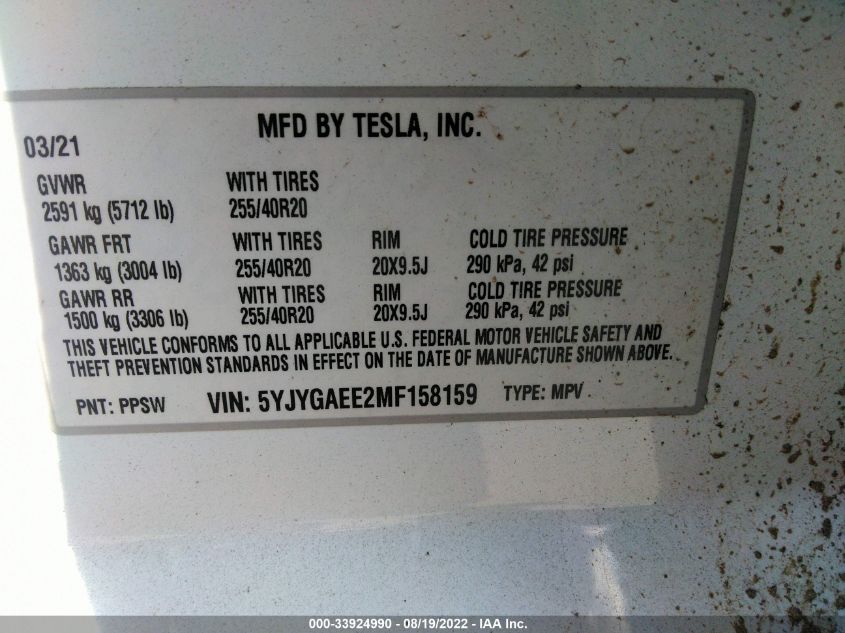 MFD BY TESLA, INC.
03/21
GVWR WITH TIRES
2591 kg (5712 lb) 255/40R20
GAWR FRT WITH TIRES RIM COLD TIRE PRESSURE
1363 kg (3004 lb) 255/40R20 20X9.5J 290 kPa, 42 psi
GAWR RR WITH TIRES RIM COLD TIRE PRESSURE
1500 kg (3306 lb) 255/40R20 20X9.5J 290 kPa, 42 psi
THIS VEHICLE CONFORMS TO ALL APPLICABLE U.S. FEDERAL MOTOR VEHICLE SAFETY AND
THEFT PREVENTION STANDARDS IN EFFECT ON THE DATE OF MANUFACTURE SHOWN ABOVE.
PNT: PPSW VIN: 5YJYGAEE2MF158159 TYPE: MPV
000-33924990 - 08/19/2022 - IAA Inc.